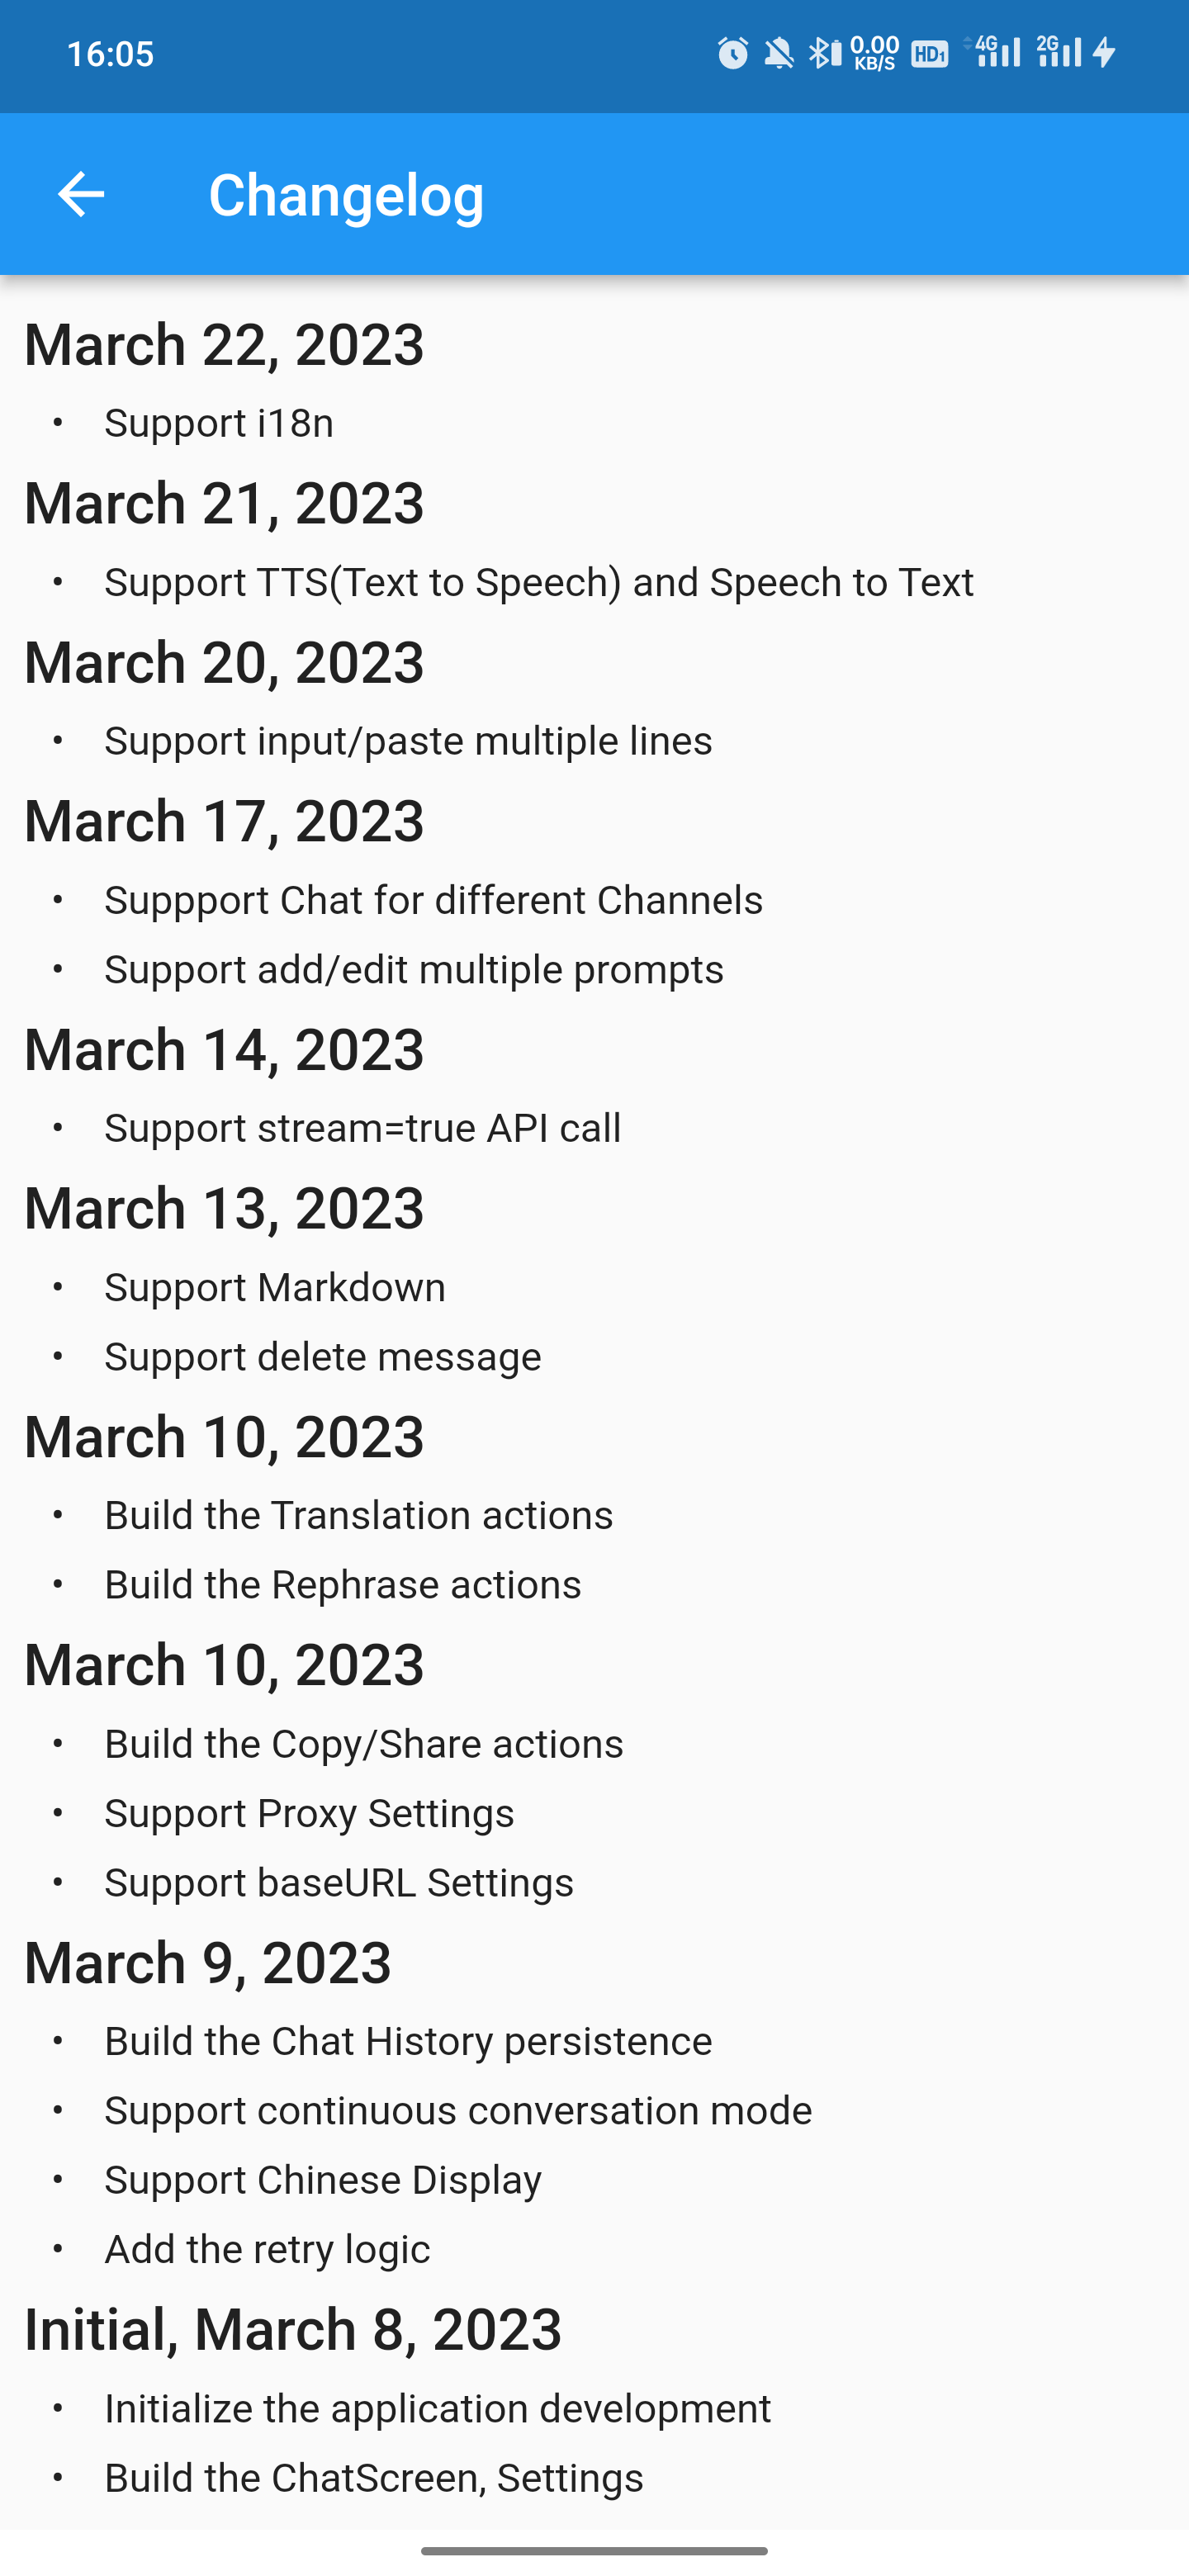 16:05
0.00
KB/S
HD1
4G
2G
Changelog
March 22, 2023
• Support i18n
March 21, 2023
• Support TTS(Text to Speech) and Speech to Text
March 20, 2023
• Support input/paste multiple lines
March 17, 2023
• Suppport Chat for different Channels
• Support add/edit multiple prompts
March 14, 2023
• Support stream=true API call
March 13, 2023
• Support Markdown
• Support delete message
March 10, 2023
• Build the Translation actions
• Build the Rephrase actions
March 10, 2023
• Build the Copy/Share actions
• Support Proxy Settings
• Support baseURL Settings
March 9, 2023
• Build the Chat History persistence
• Support continuous conversation mode
• Support Chinese Display
• Add the retry logic
Initial, March 8, 2023
• Initialize the application development
• Build the ChatScreen, Settings